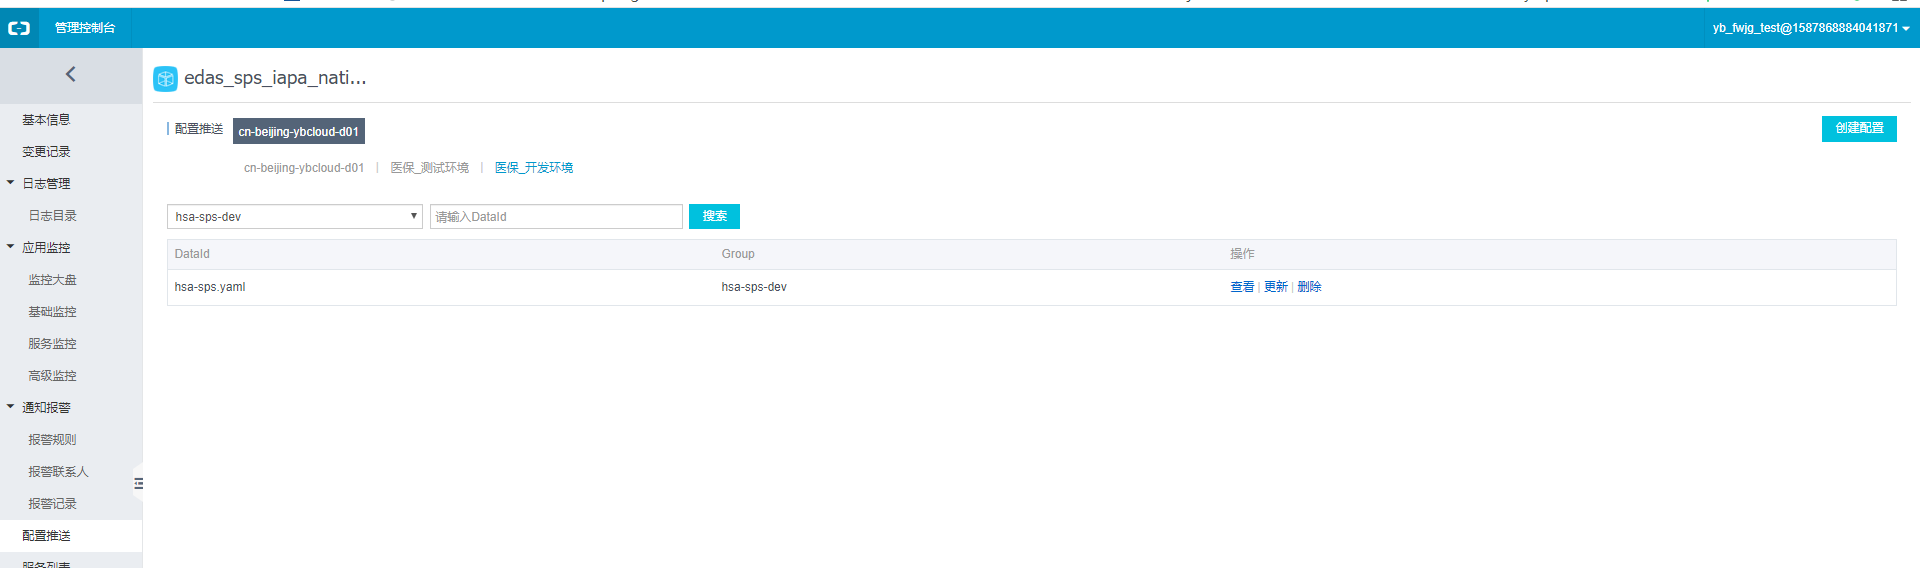 管理控制台
yb_fwjg_test@1587868884041871
edas_sps_iapa_nati...
基本信息
变更记录
日志管理
日志目录
应用监控
监控大盘
基础监控
服务监控
高级监控
通知报警
报警规则
报警联系人
报警记录
配置推送
服务列表
配置推送 cn-beijing-ybcloud-d01
创建配置
cn-beijing-ybcloud-d01 | 医保_测试环境 | 医保_开发环境
hsa-sps-dev 请输入DataId 搜索
DataId Group 操作
hsa-sps.yaml hsa-sps-dev 查看 | 更新 | 删除